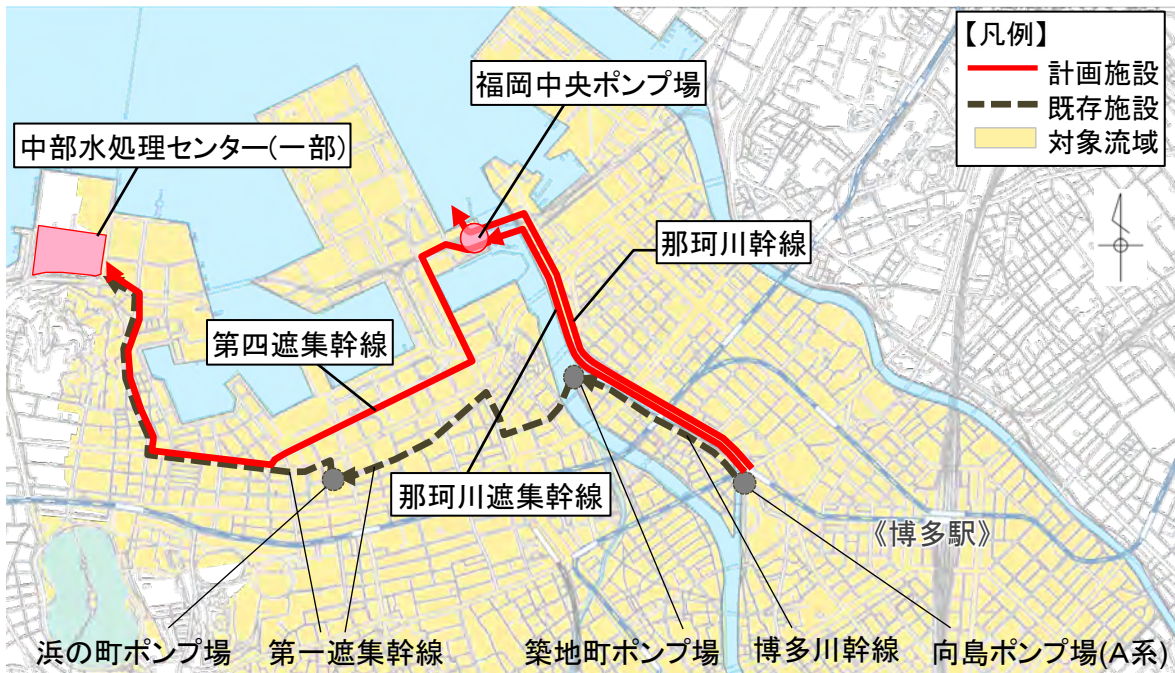 【凡例】
計画施設
既存施設
対象流域
福岡中央ポンプ場
中部水処理センター(一部)
那珂川幹線
第四遮集幹線
那珂川遮集幹線
《博多駅》
浜の町ポンプ場
第一遮集幹線
築地町ポンプ場
博多川幹線
向島ポンプ場(A系)